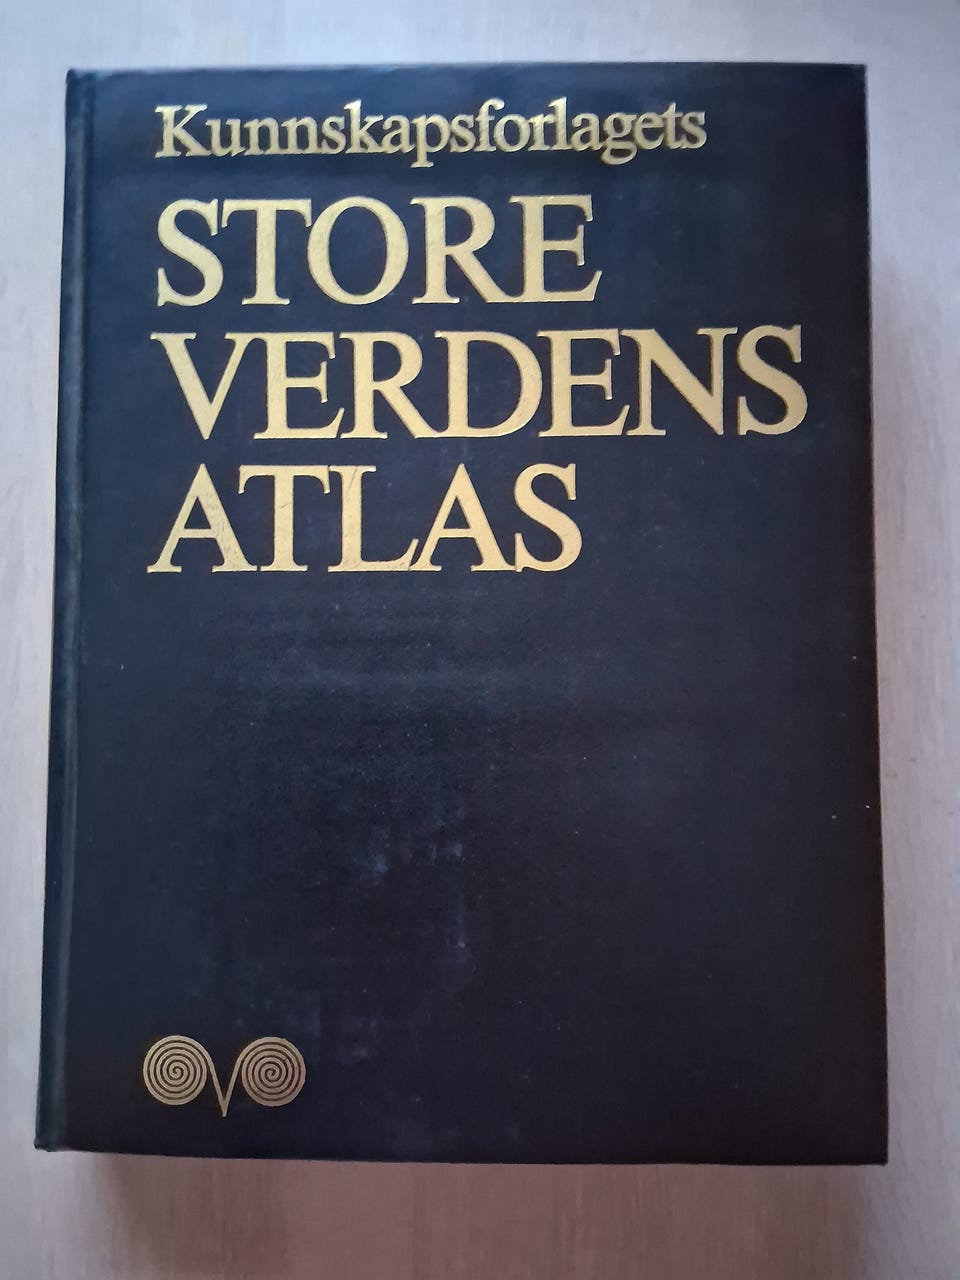 Kunnskapsforlagets
STORE
VERDENS
ATLAS